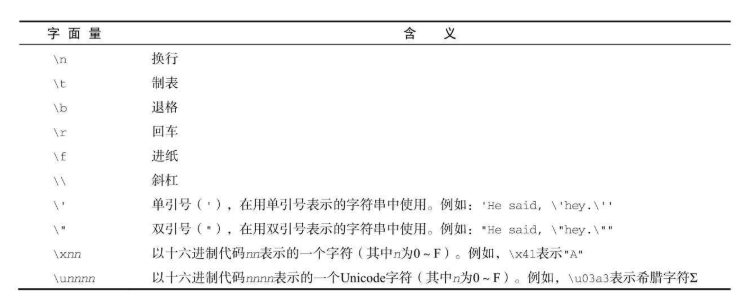 字面量 含义
\n 换行
\t 制表
\b 退格
\r 回车
\f 进纸
\\ 斜杠
\' 单引号（'），在用单引号表示的字符串中使用。例如：'He said, \'hey.\''
\" 双引号（"），在用双引号表示的字符串中使用。例如："He said, \"hey.\""
\xnn 以十六进制代码nn表示的一个字符（其中n为0～F）。例如，\x41表示"A"
\unnnn 以十六进制代码nnnn表示的一个Unicode字符（其中n为0～F）。例如，\u03a3表示希腊字符Σ